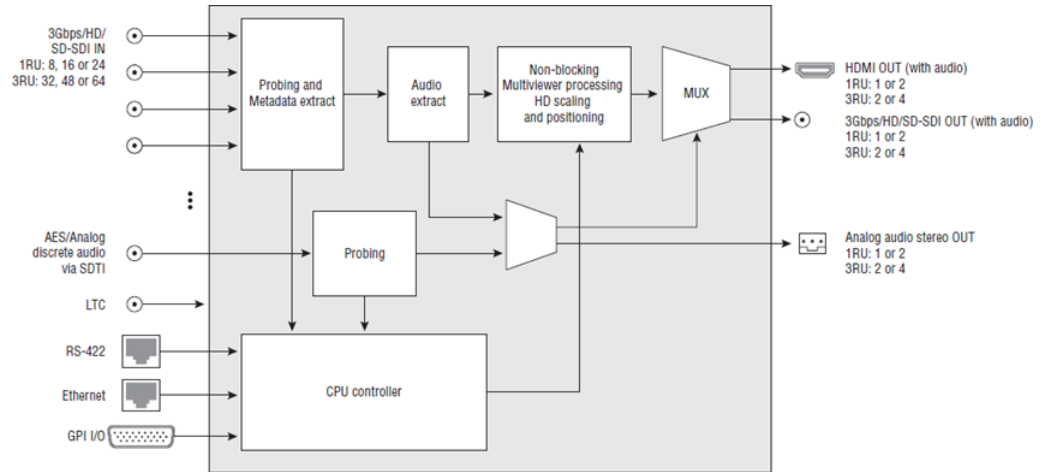 3Gbps/HD/
SD-SDI IN
1RU: 8, 16 or 24
3RU: 32, 48 or 64
Probing and
Metadata extract
Audio
extract
Non-blocking
Multiviewer processing
HD scaling
and positioning
MUX
HDMI OUT (with audio)
1RU: 1 or 2
3RU: 2 or 4
3Gbps/HD/SD-SDI OUT (with audio)
1RU: 1 or 2
3RU: 2 or 4
AES/Analog
discrete audio
via SDTI
Probing
Analog audio stereo OUT
1RU: 1 or 2
3RU: 2 or 4
LTC
RS-422
Ethernet
GPI I/O
CPU controller